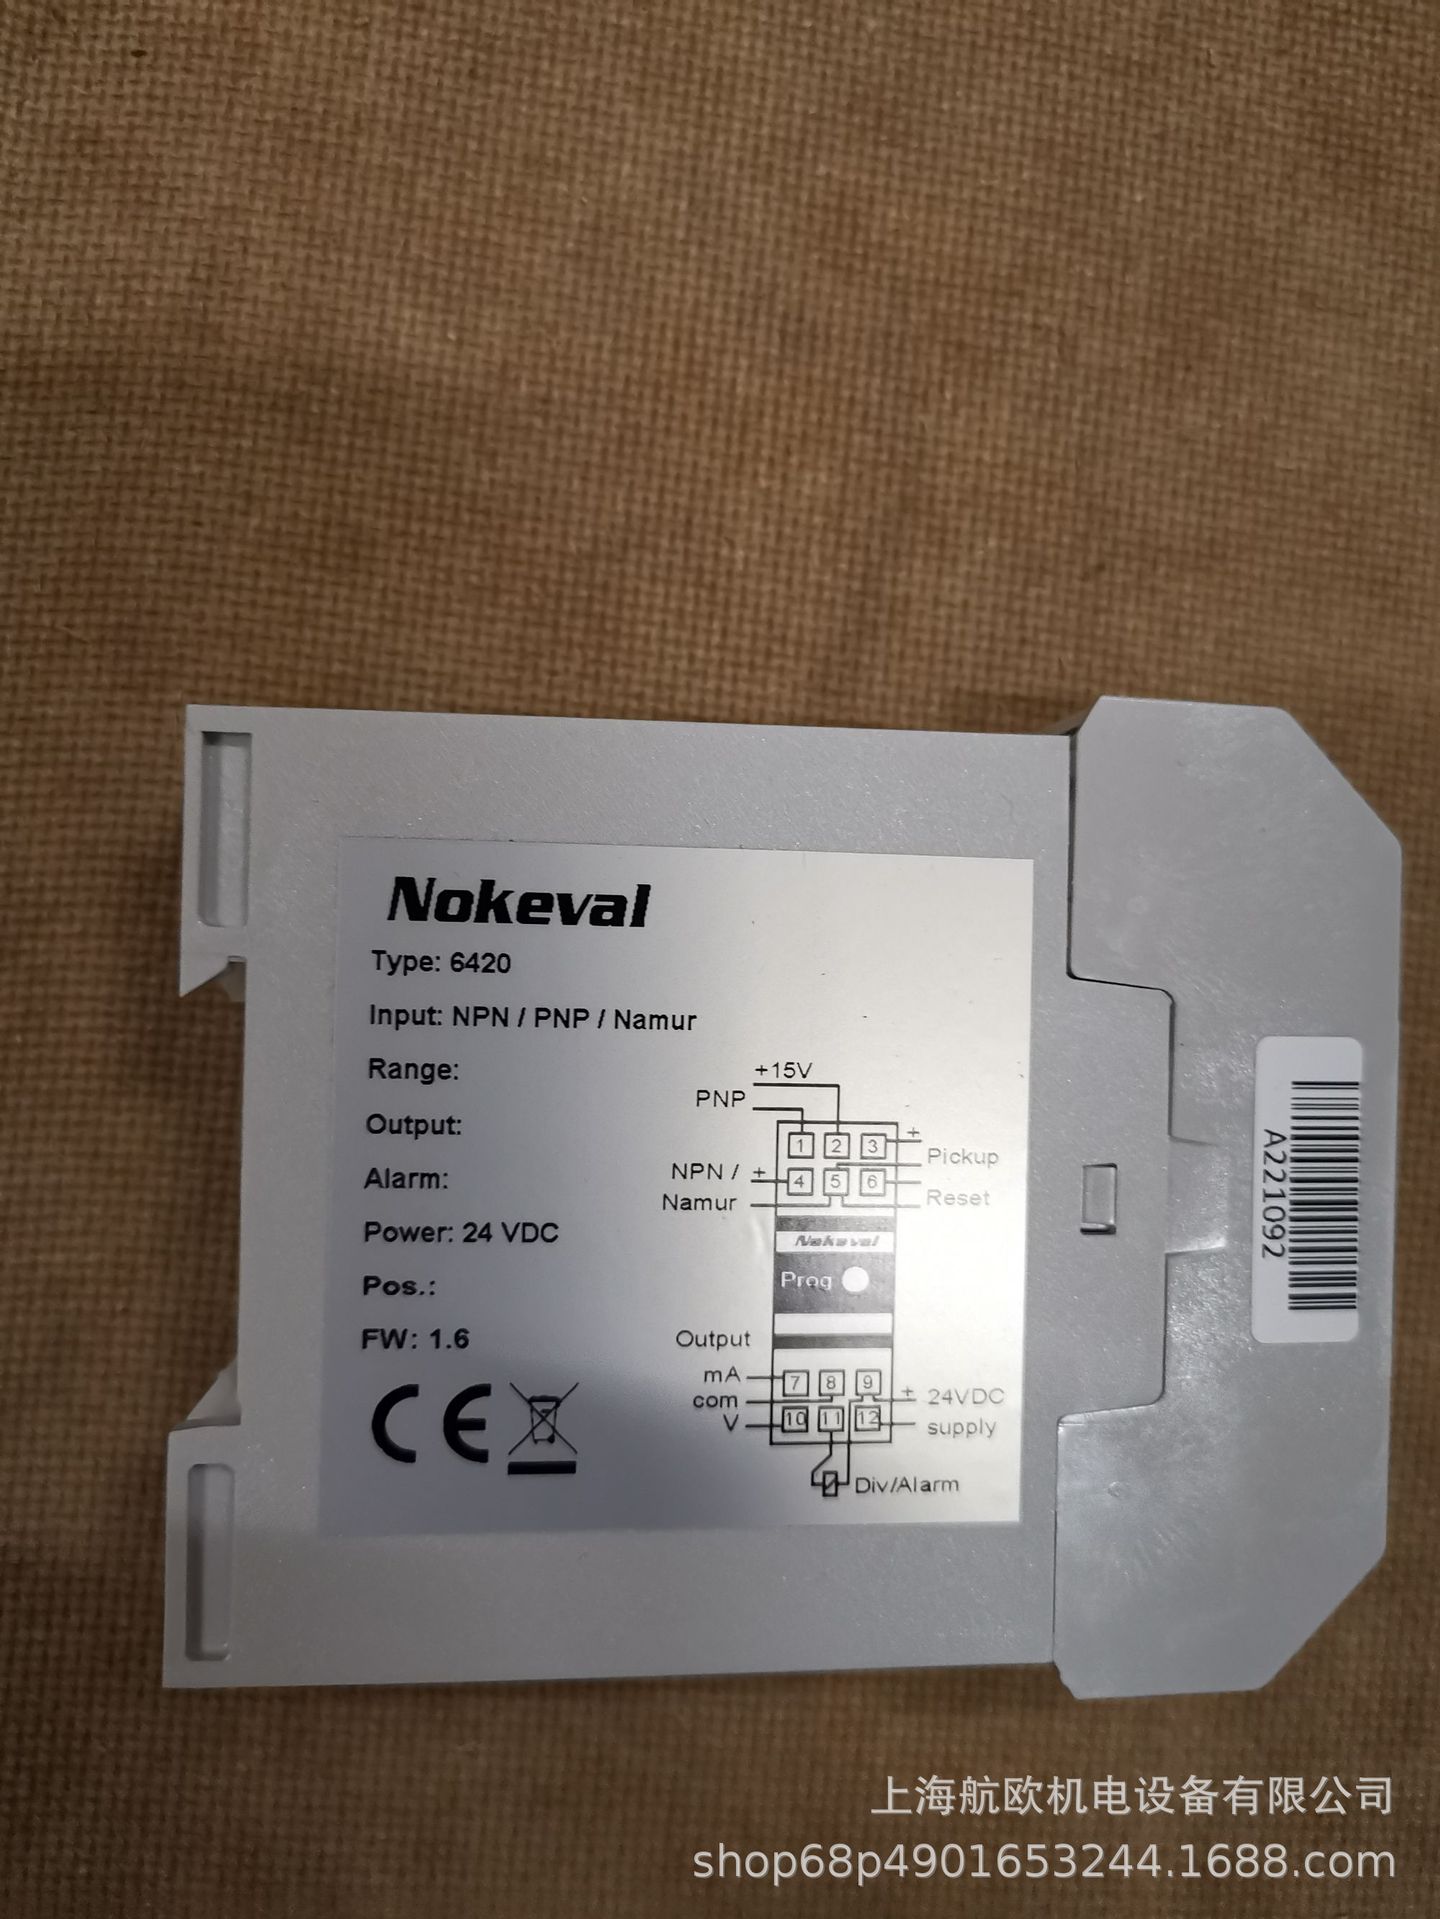 Nokeval
Type: 6420
Input: NPN / PNP / Namur
Range:
Output:
Alarm:
Power: 24 VDC
Pos.:
FW: 1.6
CE
+15V
PNP
1 2 3 +
Pickup
NPN / +
4 5 6
Namur
Reset
Nokeval
Prog
Output
mA
7 8 9
+ 24VDC
com
V
10 11 12
supply
Div/Alarm
A221092
上海航欧机电设备有限公司
shop68p4901653244.1688.com